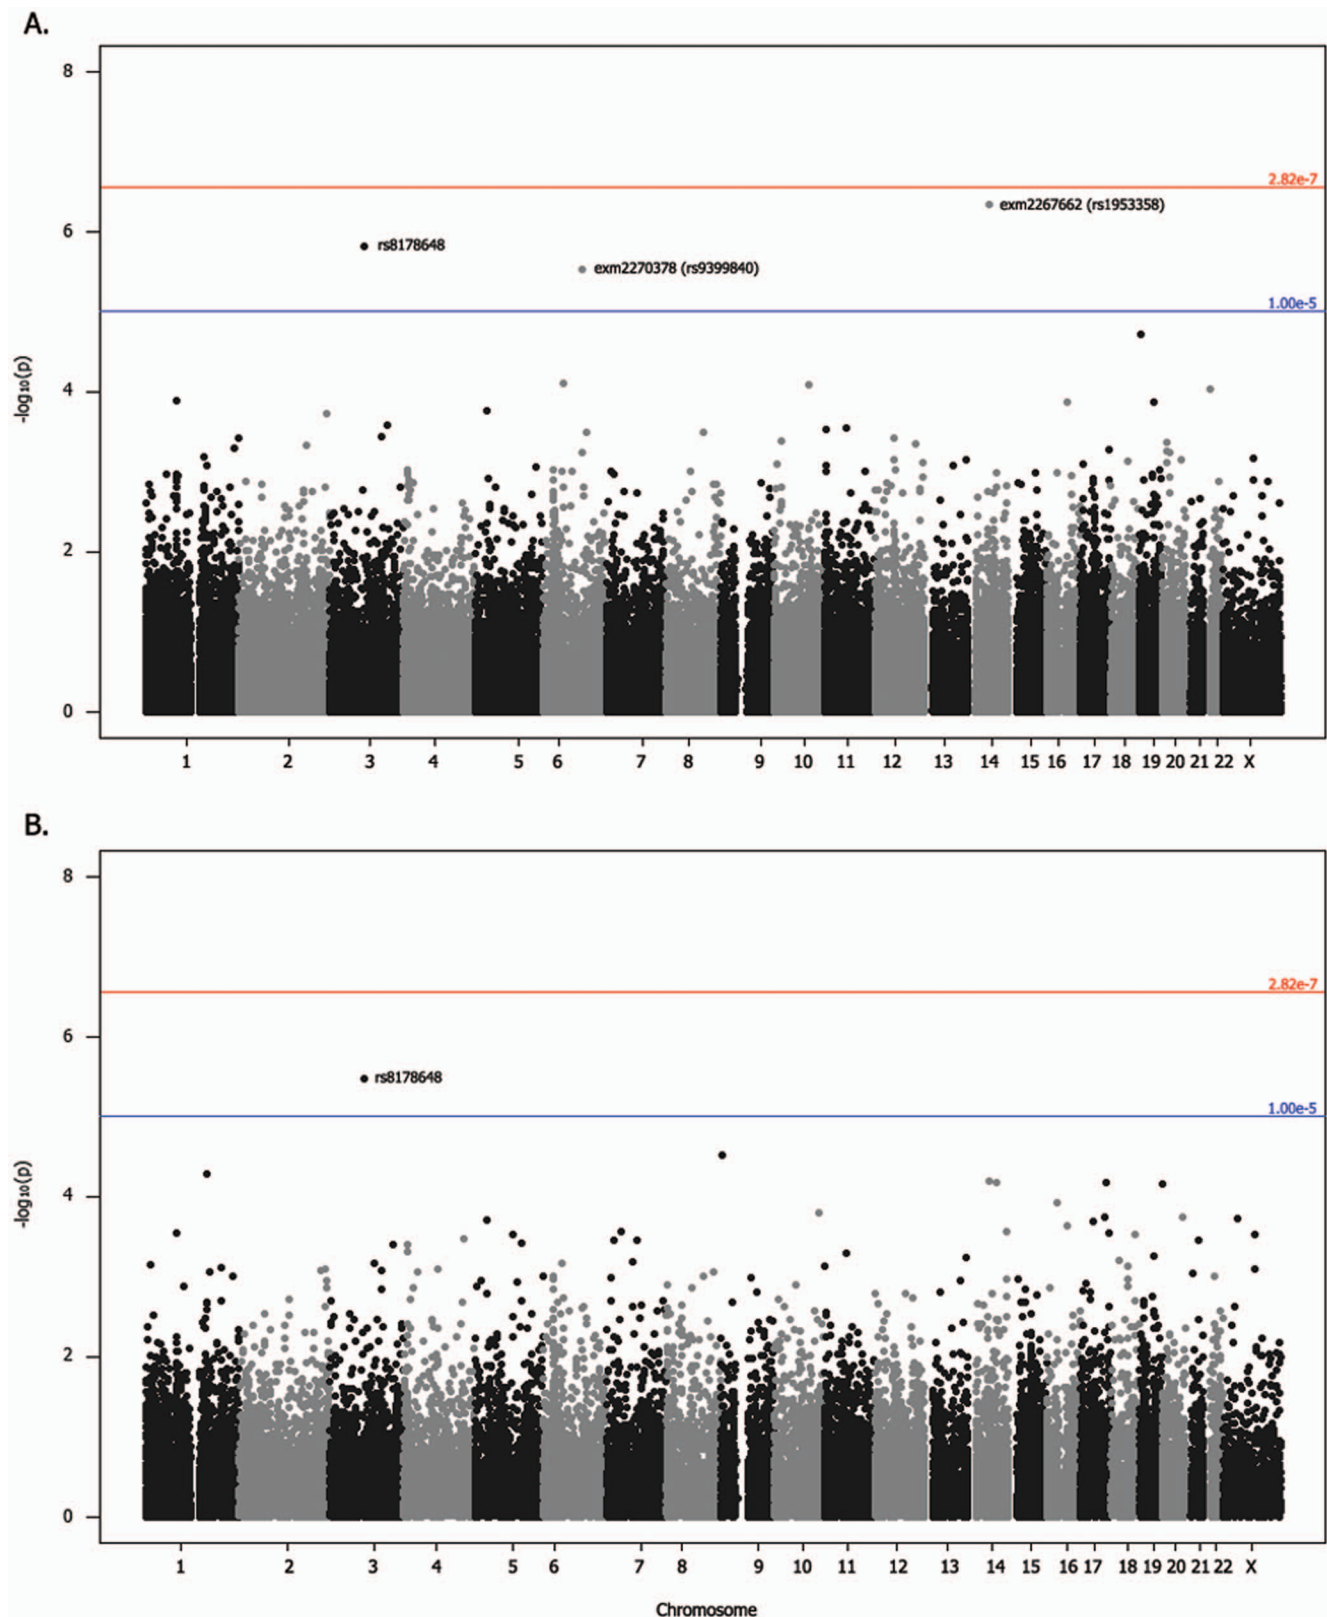 A.
8
2.82e-7
exm2267662 (rs1953358)
6
rs8178648
exm2270378 (rs9399840)
1.00e-5
-log₁₀(p)
4
2
0
1 2 3 4 5 6 7 8 9 10 11 12 13 14 15 16 17 18 19 20 21 22 X
B.
8
2.82e-7
6
rs8178648
1.00e-5
-log₁₀(p)
4
2
0
1 2 3 4 5 6 7 8 9 10 11 12 13 14 15 16 17 18 19 20 21 22 X
Chromosome